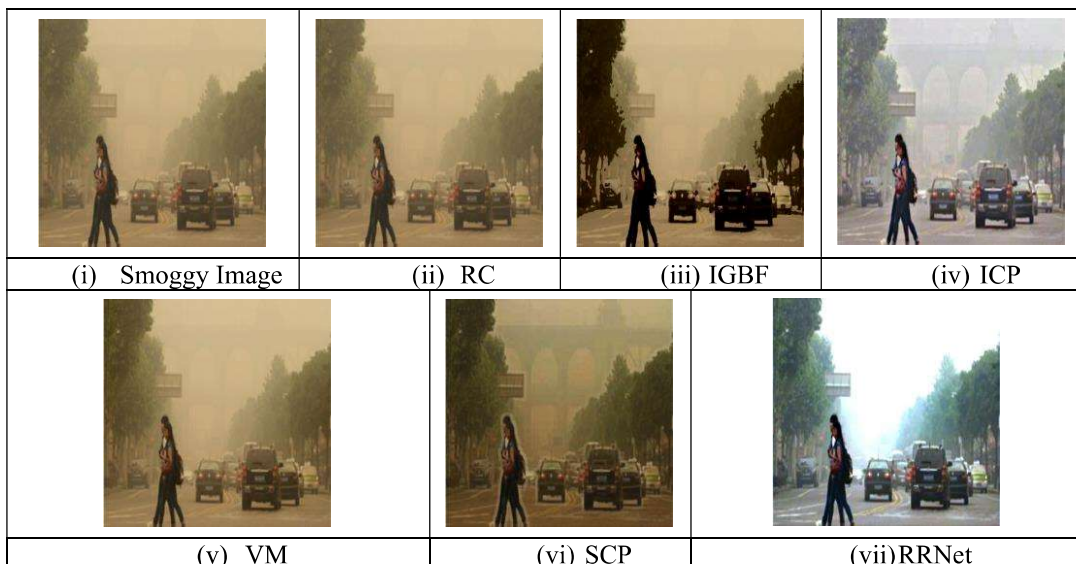 (i) Smoggy Image
(ii) RC
(iii) IGBF
(iv) ICP
(v) VM
(vi) SCP
(vii)RRNet